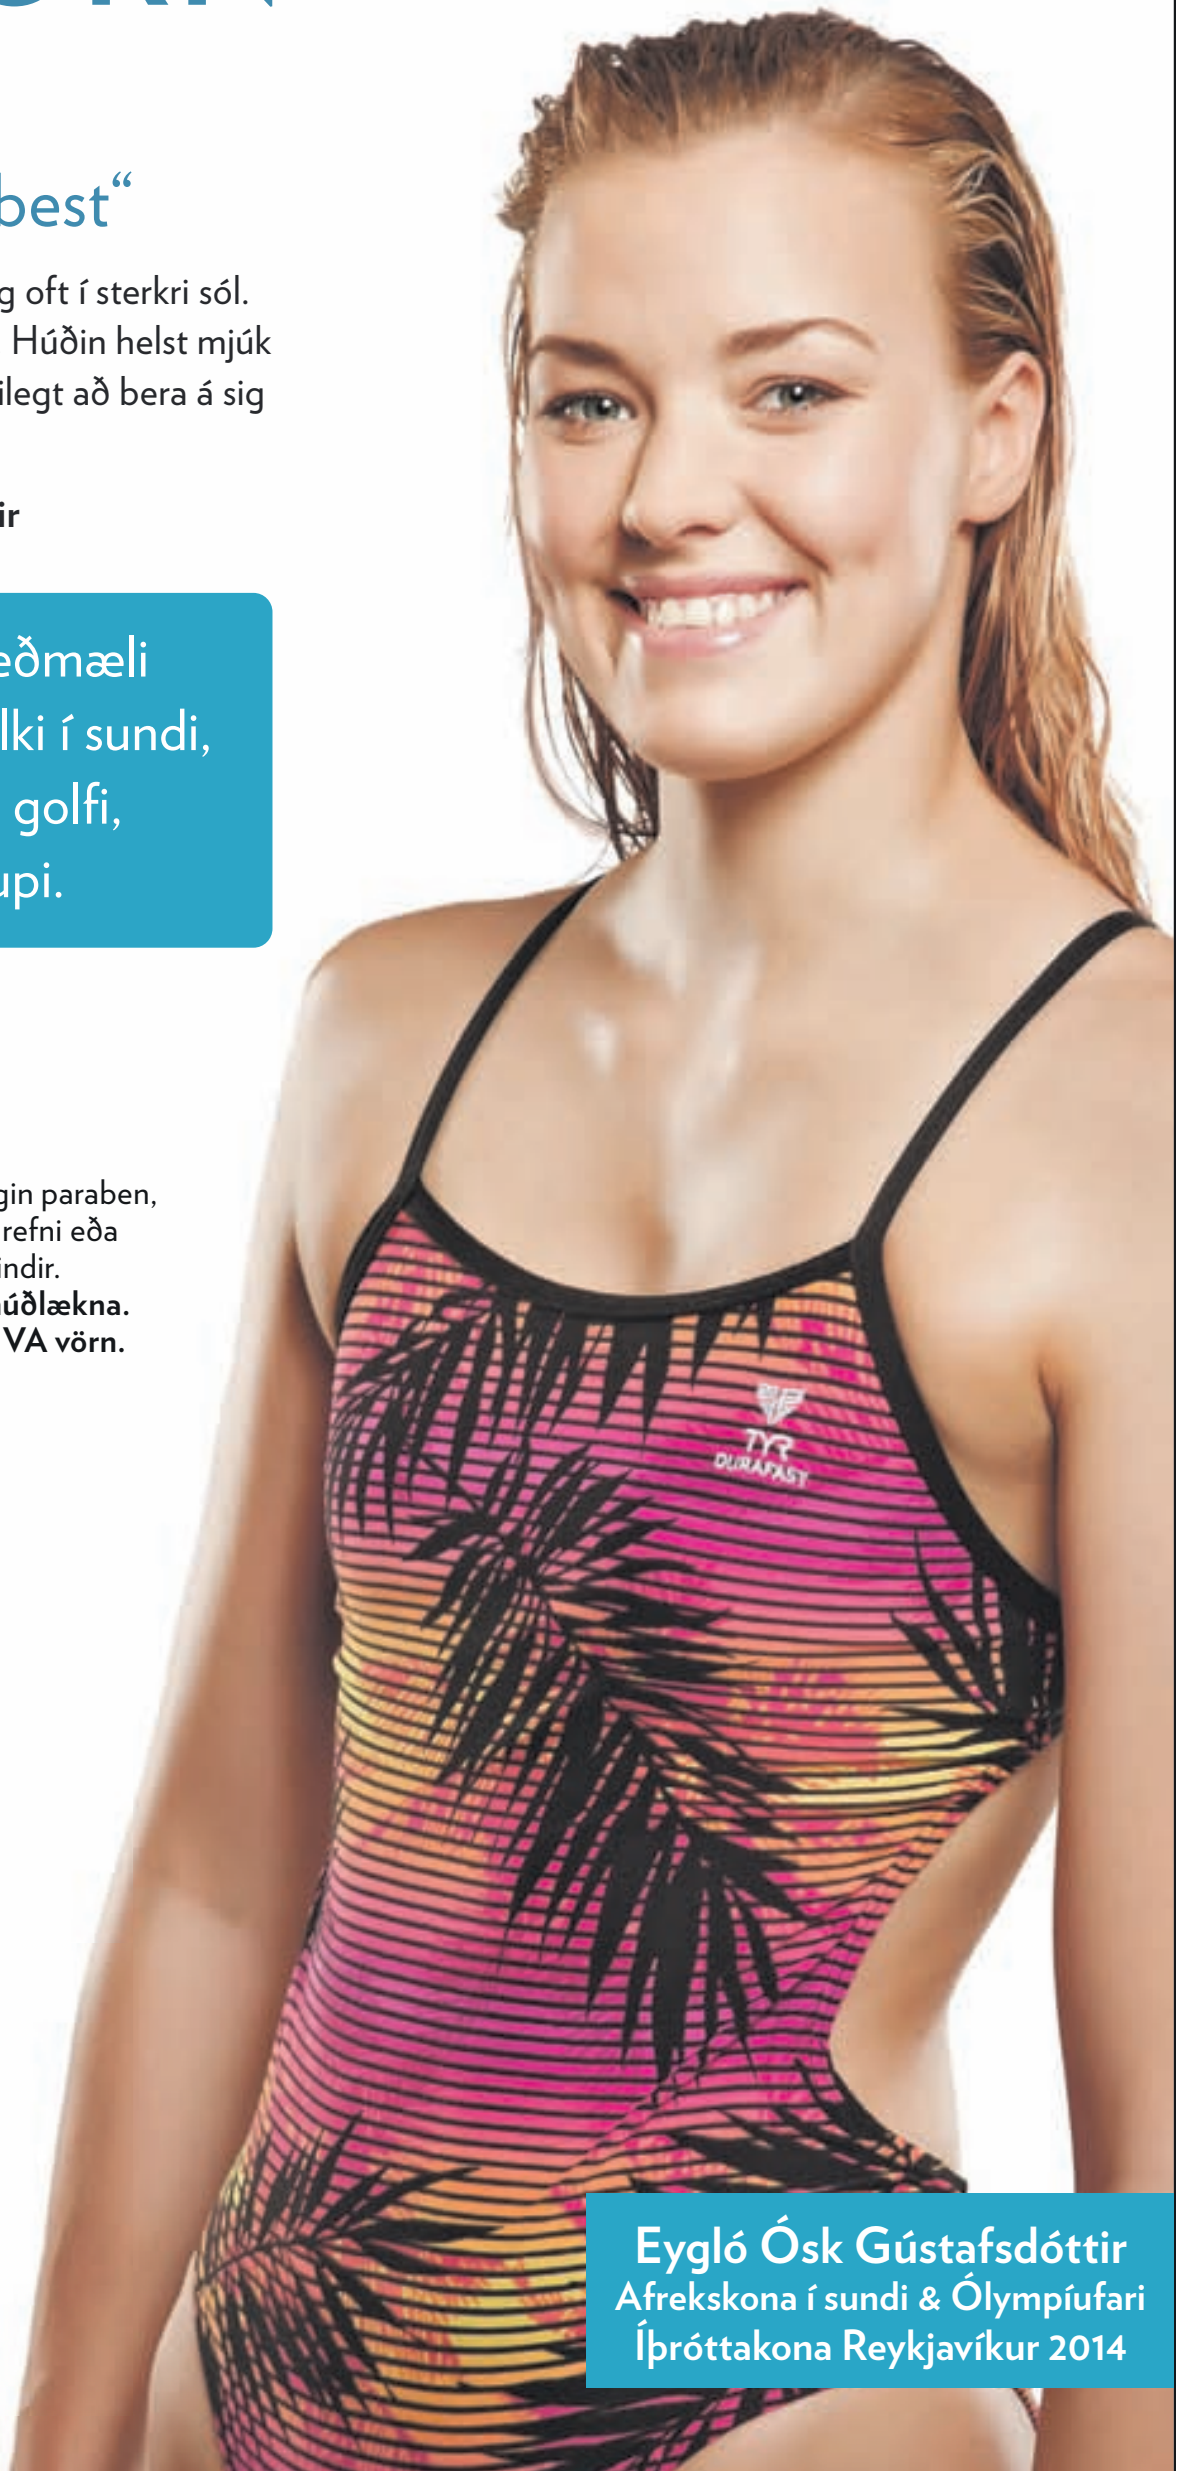 best“
g oft í sterkri sól.
Húðin helst mjúk
ilegt að bera á sig
ir
eðmæli
lki í sundi,
golfi,
upi.
gin paraben,
refni eða
indir.
húðlækna.
VA vörn.
TYR
DURAFAST
Eygló Ósk Gústafsdóttir
Afrekskona í sundi & Ólympíufari
Íþróttakona Reykjavíkur 2014